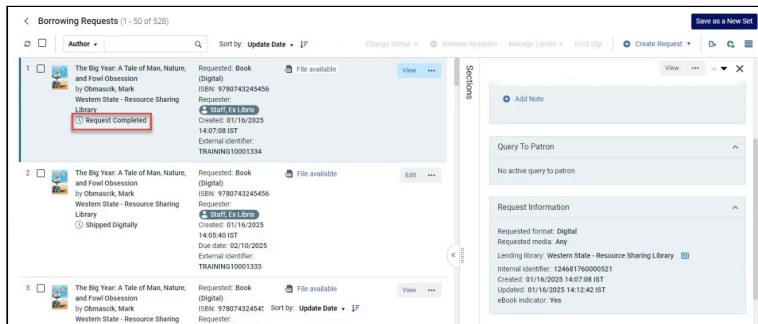 Borrowing Requests (1 - 50 of 528)
Save as a New Set
Author
Sort by: Update Date
Change Status
Remove Requests
Manage Labels
Print Slip
Create Request
1
The Big Year: A Tale of Man, Nature,
and Fowl Obsession
by Obmascik, Mark
Western State - Resource Sharing
Library
Request Completed
Requested: Book
(Digital)
ISBN: 9780743245456
Requester:
Staff, Ex Libris
Created: 01/16/2025
14:07:08 IST
External identifier:
TRAINING10001334
File available
View
2
The Big Year: A Tale of Man, Nature,
and Fowl Obsession
by Obmascik, Mark
Western State - Resource Sharing
Library
Shipped Digitally
Requested: Book
(Digital)
ISBN: 9780743245456
Requester:
Staff, Ex Libris
Created: 01/16/2025
14:05:40 IST
Due date: 02/10/2025
External identifier:
TRAINING10001333
File available
Edit
3
The Big Year: A Tale of Man, Nature,
and Fowl Obsession
by Obmascik, Mark
Western State - Resource Sharing
Requested: Book
(Digital)
ISBN: 978074324545
Requester:
File available
Sort by: Update Date
View
Sections
View
Add Note
Query To Patron
No active query to patron
Request Information
Requested format: Digital
Requested media: Any
Lending library: Western State - Resource Sharing Library
Internal identifier: 124681760000521
Created: 01/16/2025 14:07:08 IST
Updated: 01/16/2025 14:12:42 IST
eBook indicator: Yes